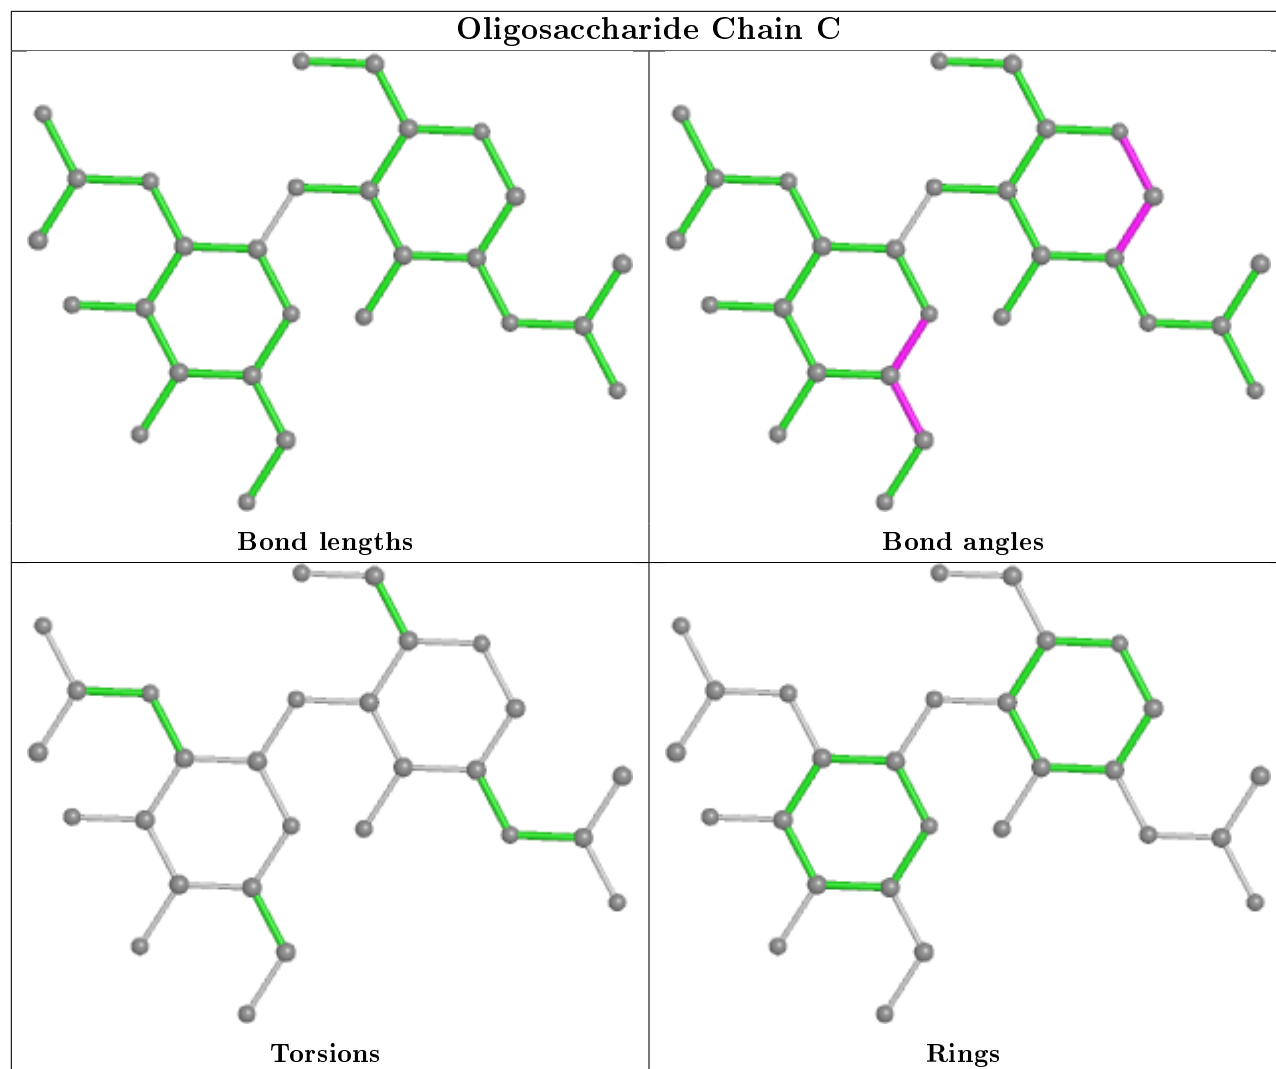 Oligosaccharide Chain C
Bond lengths
Bond angles
Torsions
Rings